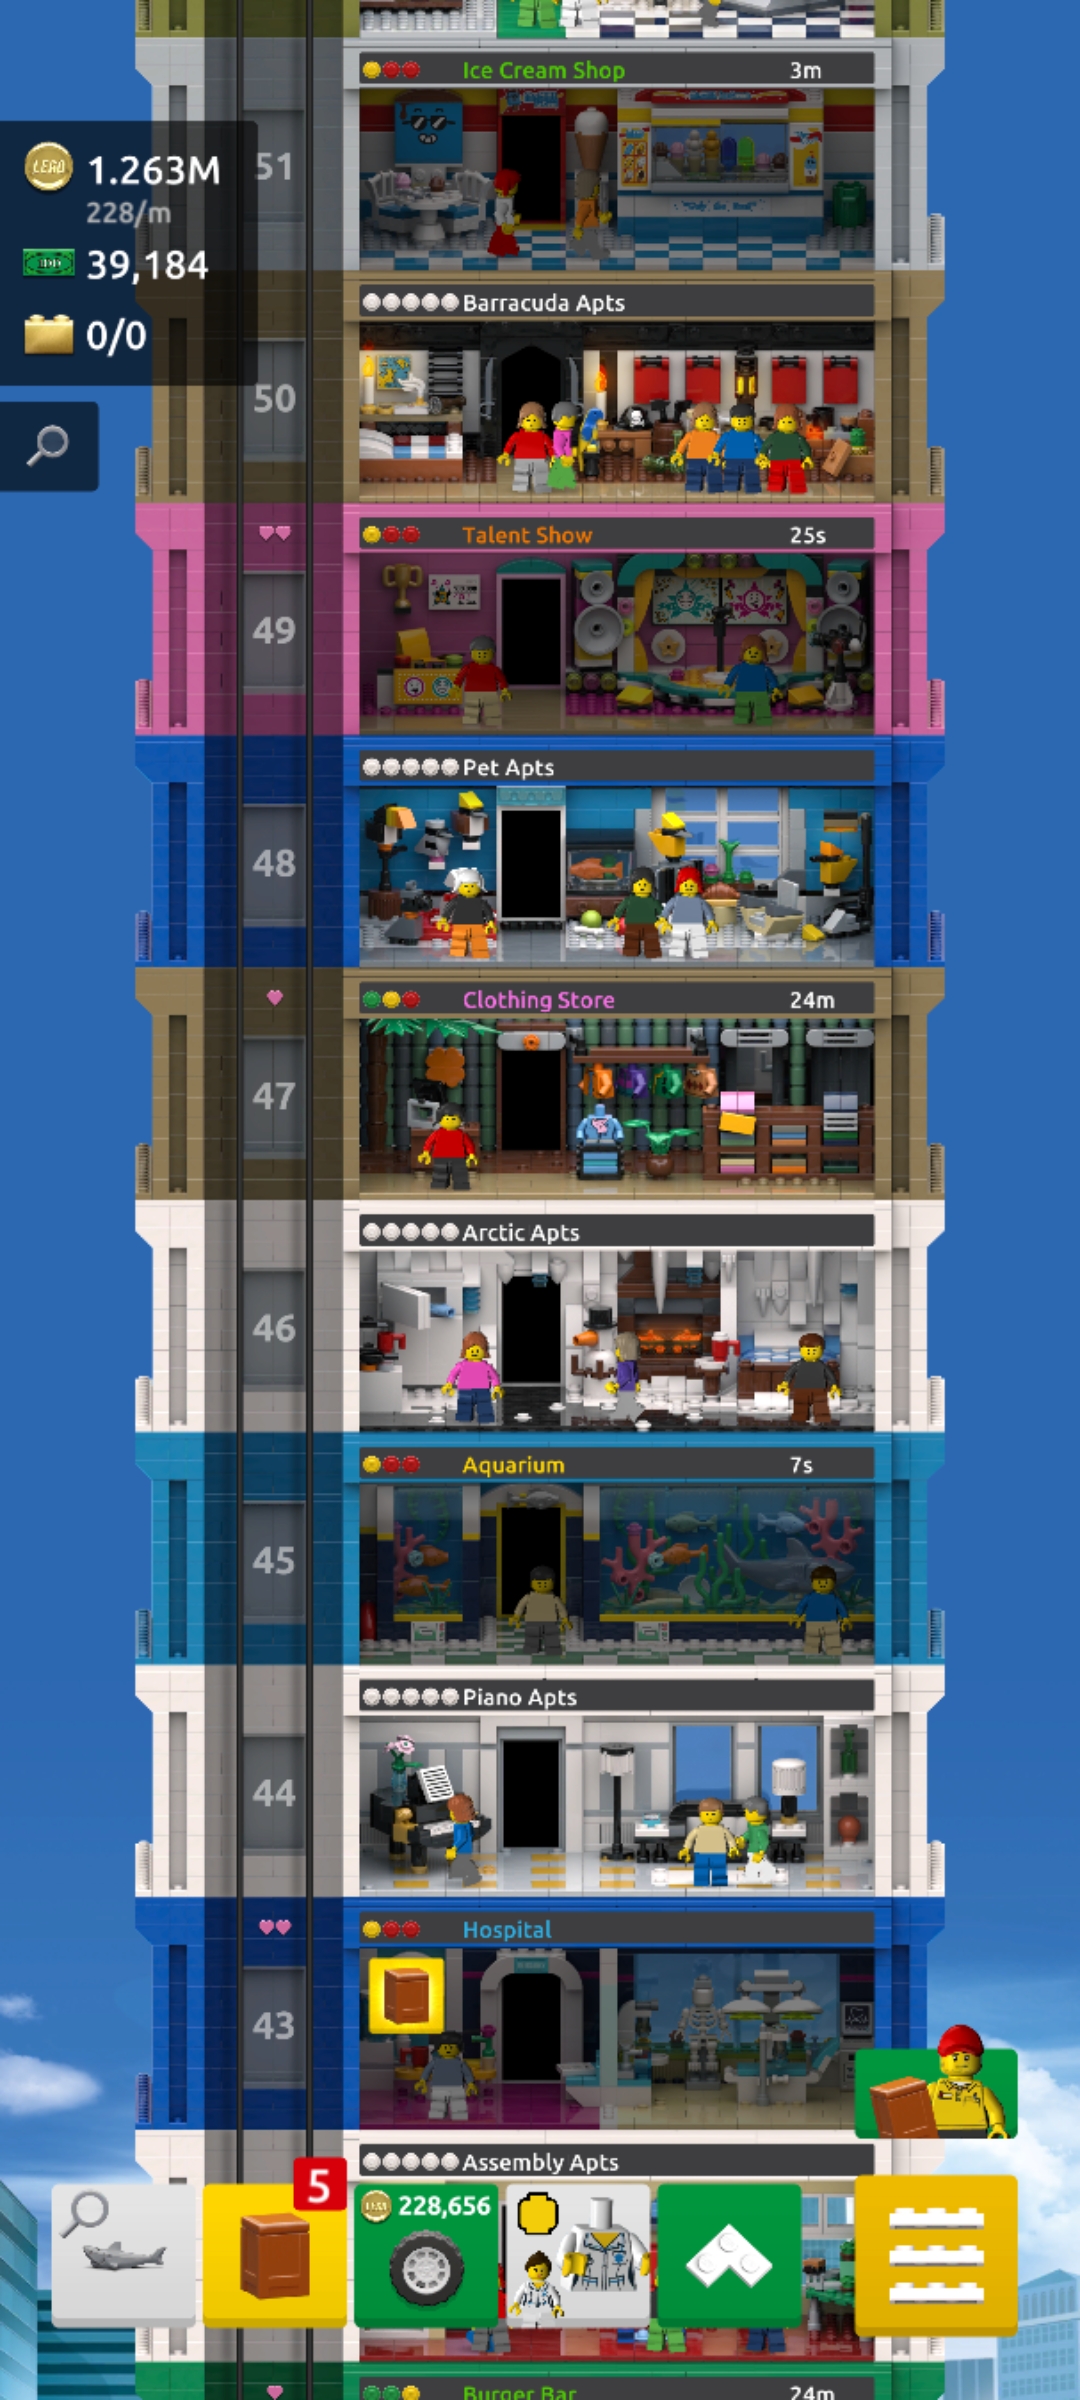 Ice Cream Shop 3m
51
LEGO 1.263M
228/m
39,184
0/0
Barracuda Apts
50
Talent Show 25s
49
Pet Apts
48
Clothing Store 24m
47
Arctic Apts
46
Aquarium 7s
45
Piano Apts
44
Hospital
43
Assembly Apts
5
228,656
Burger Bar 24m